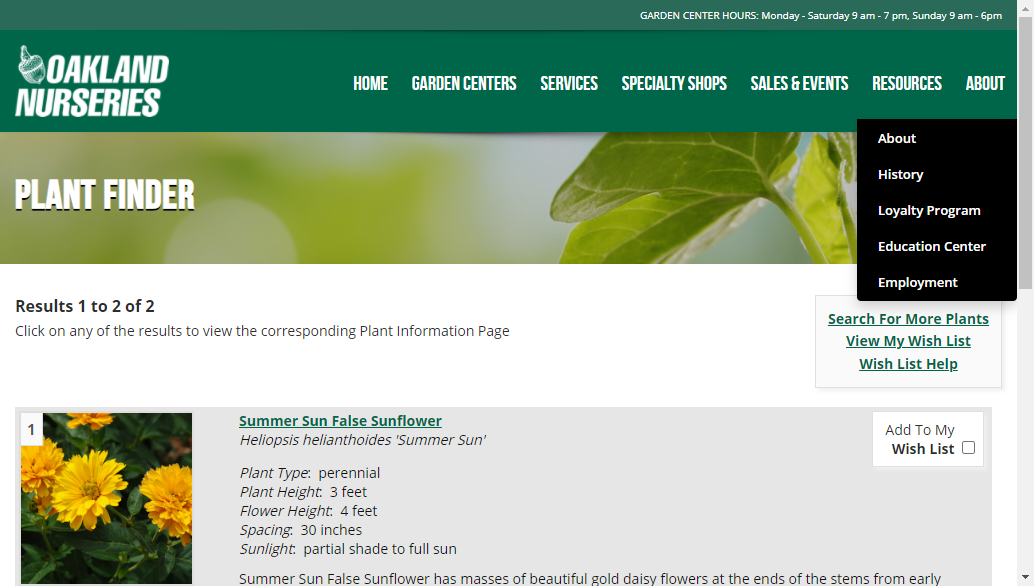 GARDEN CENTER HOURS: Monday - Saturday 9 am - 7 pm, Sunday 9 am - 6pm
OAKLAND
NURSERIES
HOME GARDEN CENTERS SERVICES SPECIALTY SHOPS SALES & EVENTS RESOURCES ABOUT
About
History
Loyalty Program
Education Center
Employment
PLANT FINDER
Results 1 to 2 of 2
Click on any of the results to view the corresponding Plant Information Page
Search For More Plants
View My Wish List
Wish List Help
1
Summer Sun False Sunflower
Heliopsis helianthoides 'Summer Sun'
Plant Type: perennial
Plant Height: 3 feet
Flower Height: 4 feet
Spacing: 30 inches
Sunlight: partial shade to full sun
Summer Sun False Sunflower has masses of beautiful gold daisy flowers at the ends of the stems from early
Add To My
Wish List